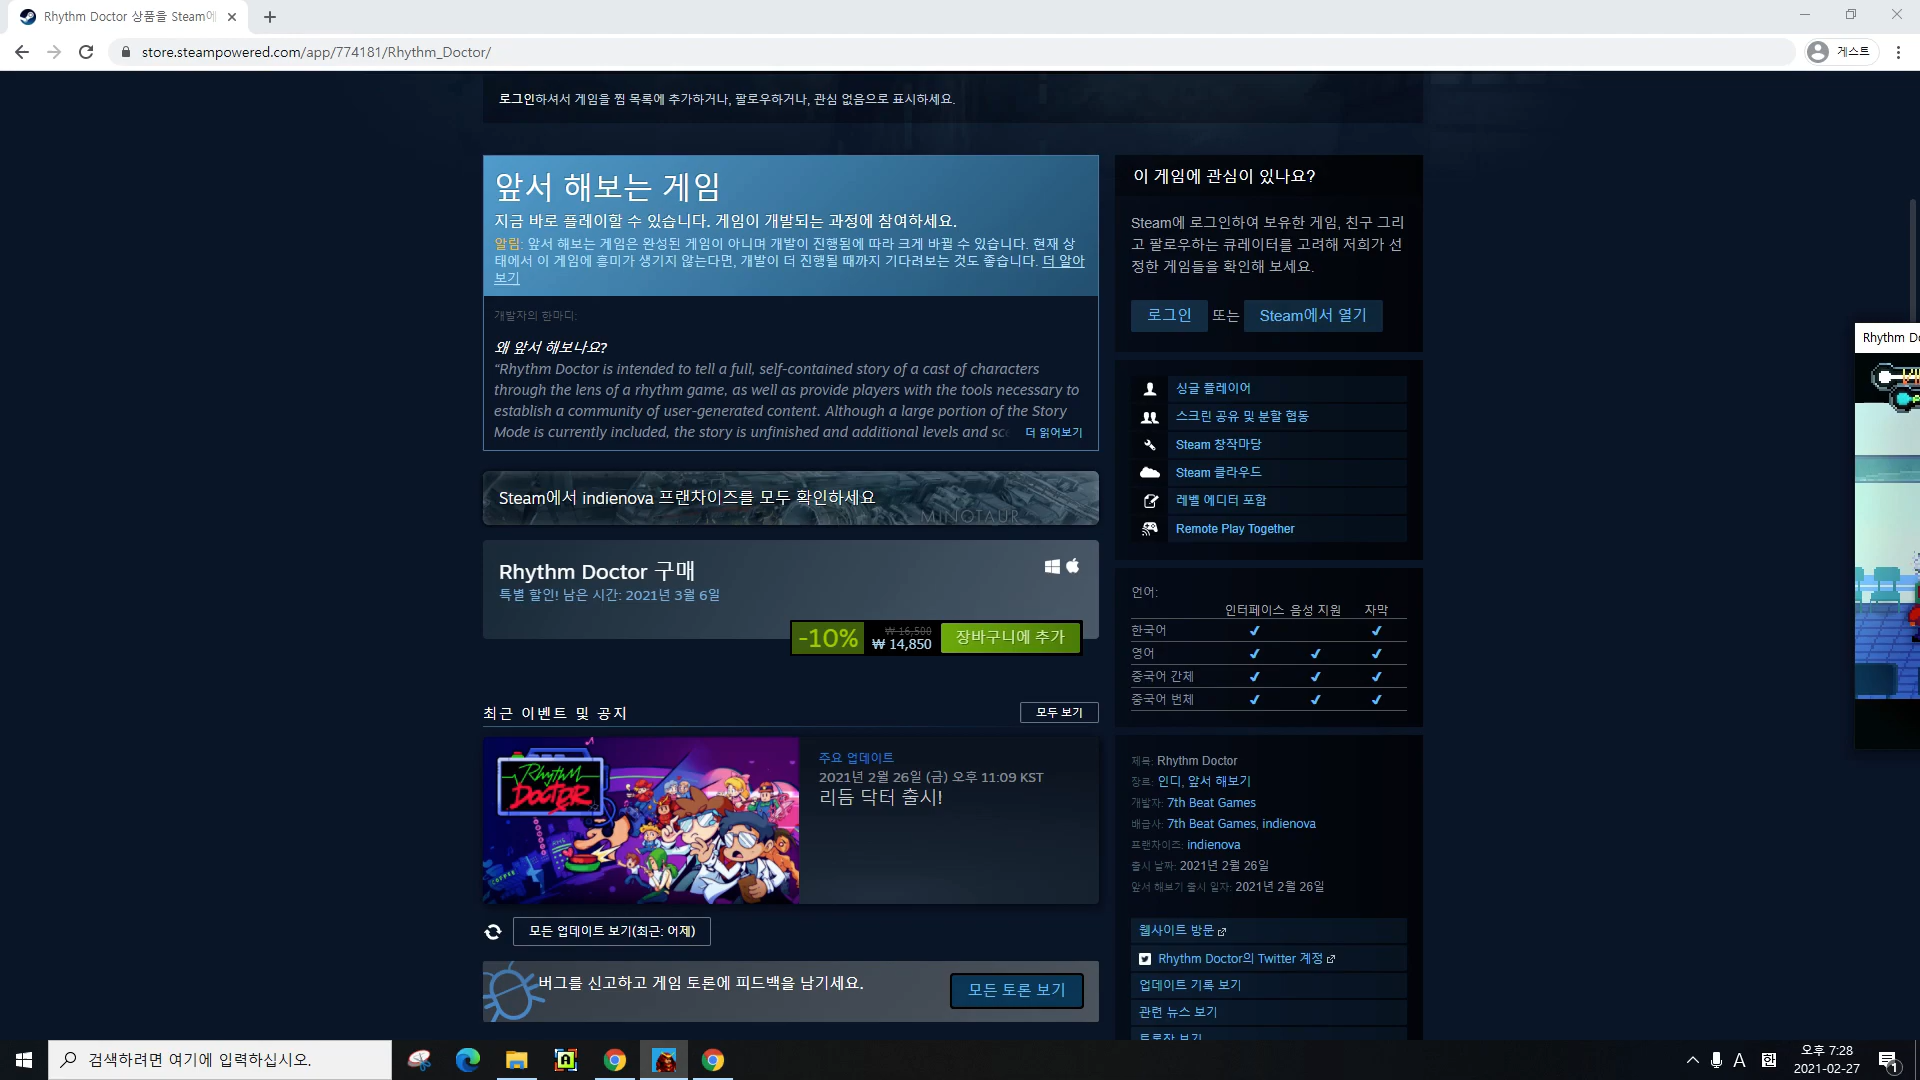 Rhythm Doctor 상품을 Steam에
store.steampowered.com/app/774181/Rhythm_Doctor/
게스트
로그인하셔서 게임을 찜 목록에 추가하거나, 팔로우하거나, 관심 없음으로 표시하세요.
앞서 해보는 게임
지금 바로 플레이할 수 있습니다. 게임이 개발되는 과정에 참여하세요.
알림: 앞서 해보는 게임은 완성된 게임이 아니며 개발이 진행됨에 따라 크게 바뀔 수 있습니다. 현재 상
태에서 이 게임에 흥미가 생기지 않는다면, 개발이 더 진행될 때까지 기다려보는 것도 좋습니다. 더 알아
보기
개발자의 한마디:
왜 앞서 해보나요?
“Rhythm Doctor is intended to tell a full, self-contained story of a cast of characters
through the lens of a rhythm game, as well as provide players with the tools necessary to
establish a community of user-generated content. Although a large portion of the Story
Mode is currently included, the story is unfinished and additional levels and sc 더 읽어보기
Steam에서 indienova 프랜차이즈를 모두 확인하세요
MINOTAUR
Rhythm Doctor 구매
특별 할인! 남은 시간: 2021년 3월 6일
-10%
₩ 16,500
₩ 14,850
장바구니에 추가
최근 이벤트 및 공지
모두 보기
Rhythm
Doctor
COFFEE
주요 업데이트
2021년 2월 26일 (금) 오후 11:09 KST
리듬 닥터 출시!
모든 업데이트 보기(최근: 어제)
버그를 신고하고 게임 토론에 피드백을 남기세요.
모든 토론 보기
이 게임에 관심이 있나요?
Steam에 로그인하여 보유한 게임, 친구 그리
고 팔로우하는 큐레이터를 고려해 저희가 선
정한 게임들을 확인해 보세요.
로그인 또는 Steam에서 열기
싱글 플레이어
스크린 공유 및 분할 협동
Steam 창작마당
Steam 클라우드
레벨 에디터 포함
Remote Play Together
언어:
인터페이스 음성 지원 자막
한국어 ✔ ✔
영어 ✔ ✔ ✔
중국어 간체 ✔ ✔ ✔
중국어 번체 ✔ ✔ ✔
제목: Rhythm Doctor
장르: 인디, 앞서 해보기
개발자: 7th Beat Games
배급사: 7th Beat Games, indienova
프랜차이즈: indienova
출시 날짜: 2021년 2월 26일
앞서 해보기 출시 일자: 2021년 2월 26일
웹사이트 방문
Rhythm Doctor의 Twitter 계정
업데이트 기록 보기
관련 뉴스 보기
토론장 보기
Rhythm Do
검색하려면 여기에 입력하십시오.
A
A
한
오후 7:28
2021-02-27
1